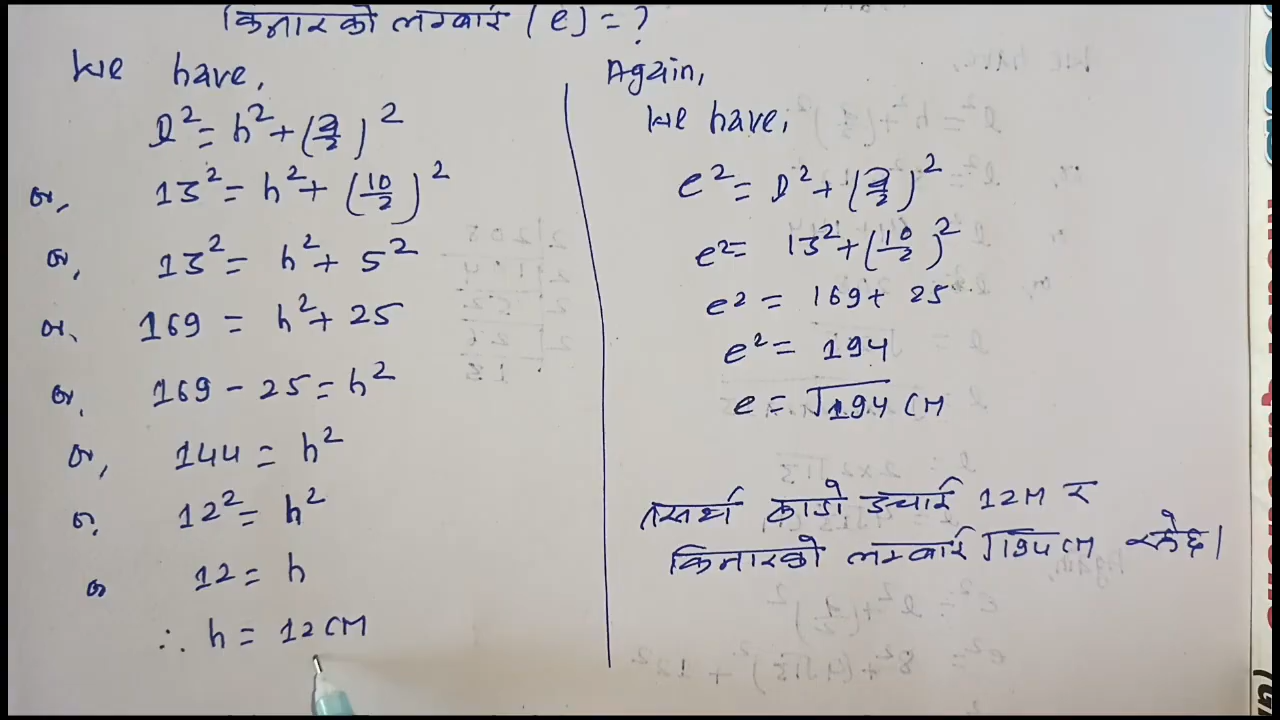 किनारको लम्बाई (e) = ?
We have,
l² = h² + (a/2)²
or, 13² = h² + (10/2)²
or, 13² = h² + 5²
or, 169 = h² + 25
or, 169 - 25 = h²
or, 144 = h²
or, 12² = h²
or 12 = h
∴ h = 12 CM
Again,
We have,
e² = l² + (a/2)²
e² = 13² + (10/2)²
e² = 169 + 25
e² = 194
e = √194 CM
तसर्थ ठाडो उचाई 12M र
किनारको लम्बाई √194 CM रहेछ।